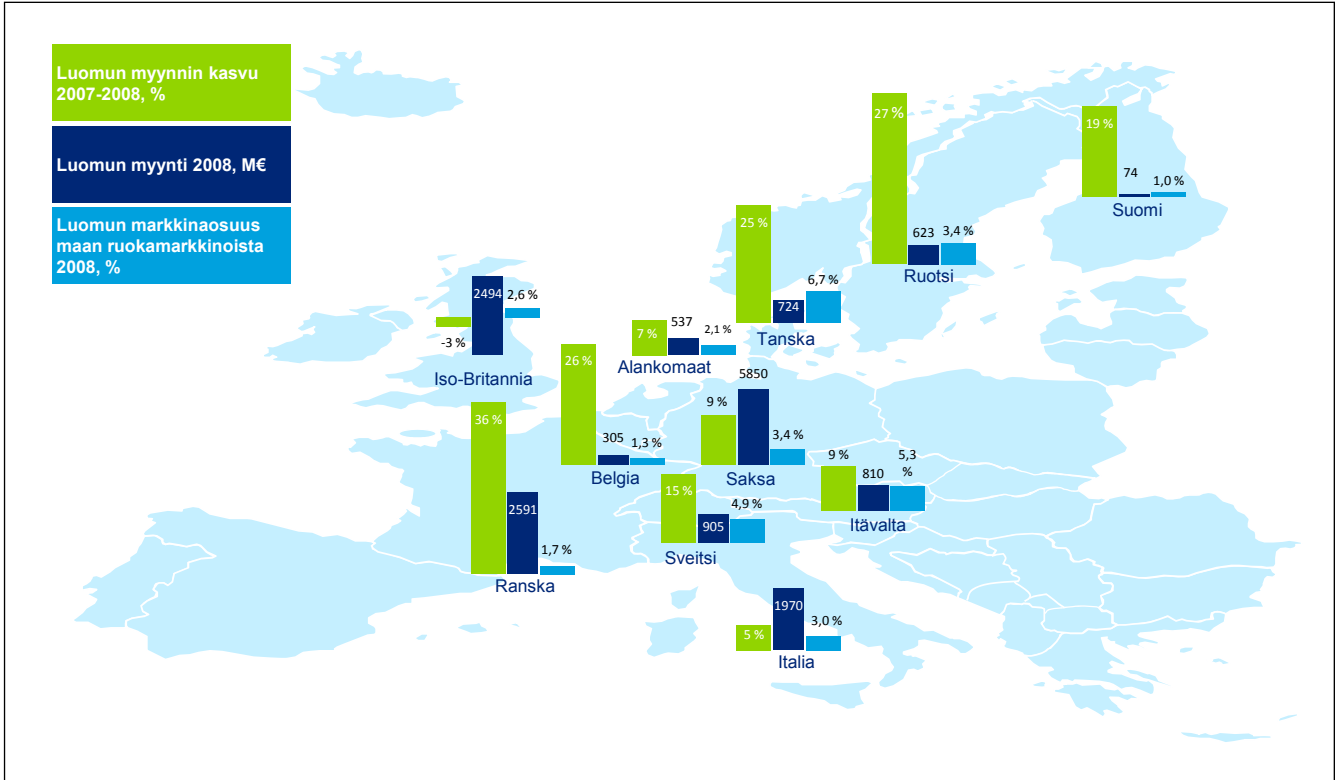 Luomun myynnin kasvu
2007-2008, %
Luomun myynti 2008, M€
Luomun markkinaosuus
maan ruokamarkkinoista
2008, %
27 %
623
3,4 %
Ruotsi
19 %
74
1,0 %
Suomi
25 %
724
6,7 %
Tanska
-3 %
2494
2,6 %
Iso-Britannia
7 %
537
2,1 %
Alankomaat
26 %
305
1,3 %
Belgia
9 %
5850
3,4 %
Saksa
9 %
810
5,3
%
Itävalta
36 %
2591
1,7 %
Ranska
15 %
905
4,9 %
Sveitsi
5 %
1970
3,0 %
Italia